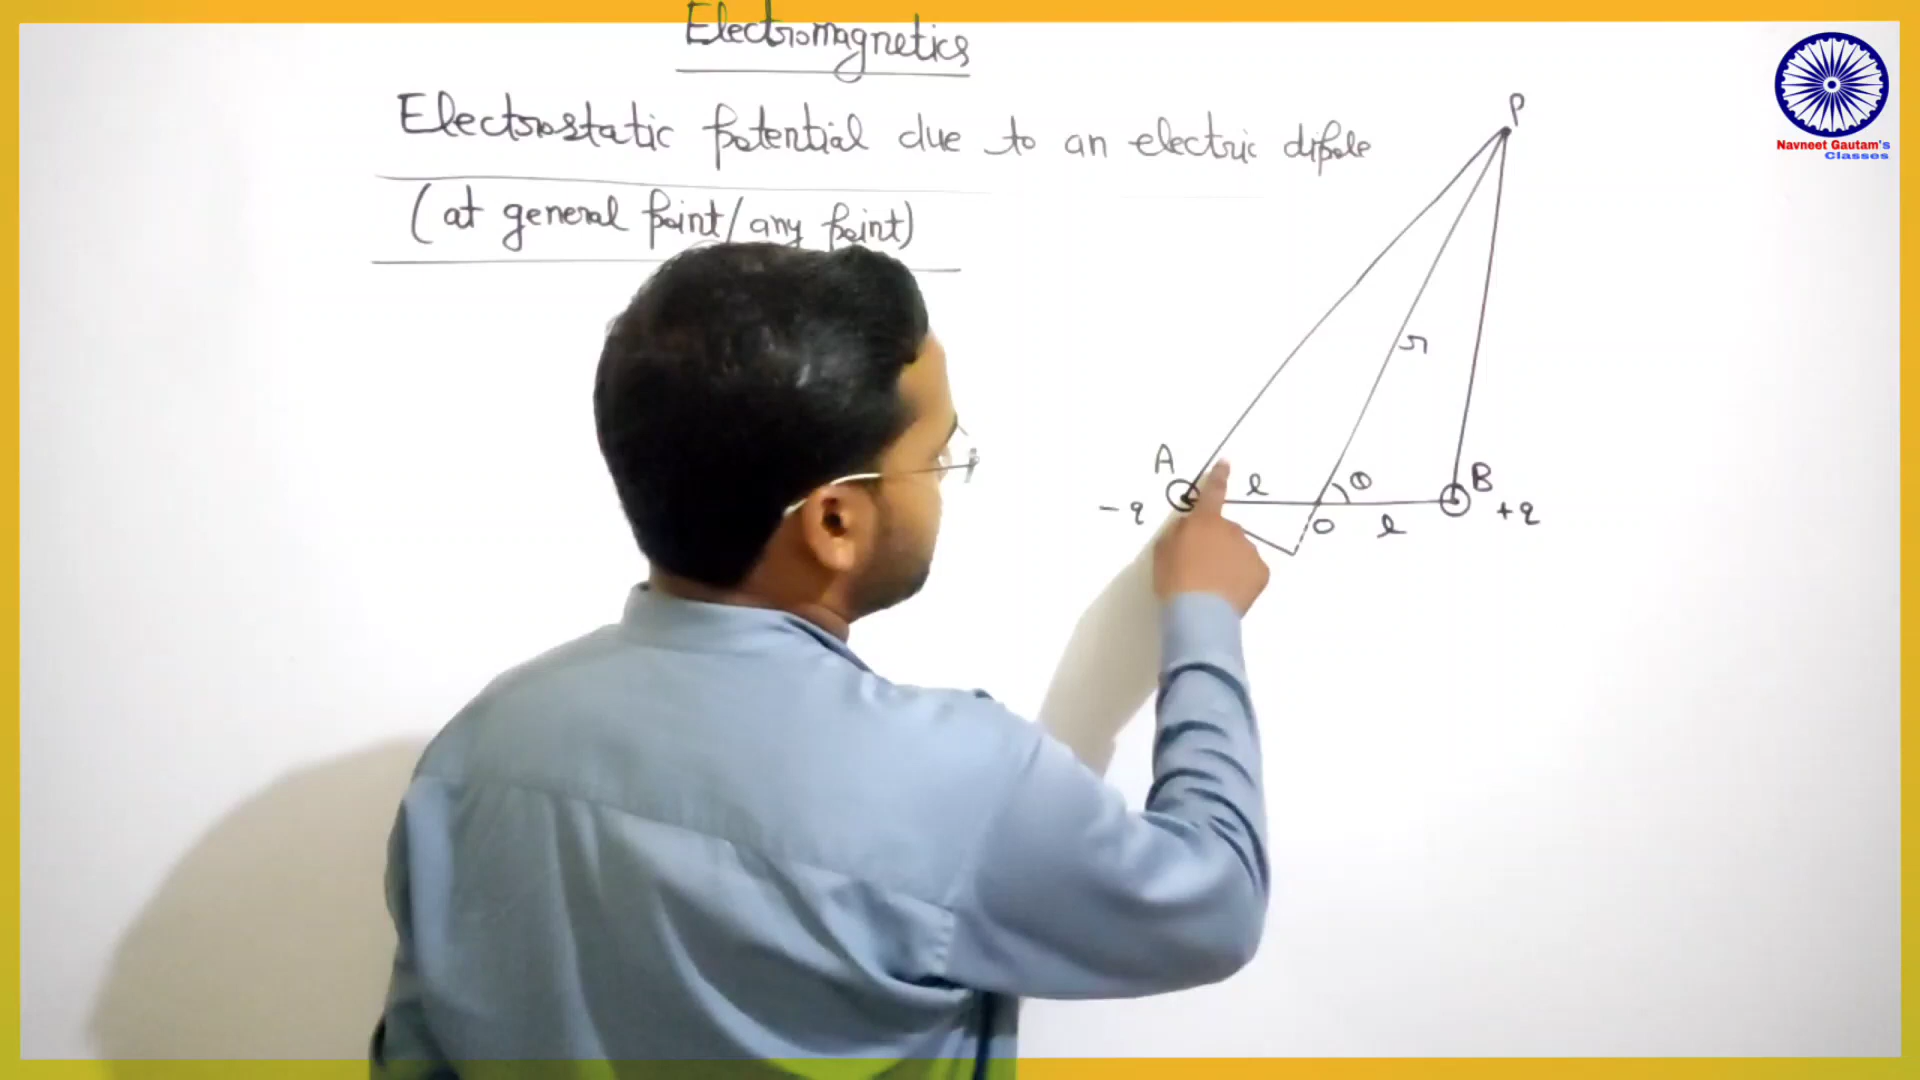 Electromagnetics
Electrostatic potential due to an electric dipole
(at general point/any point)
P
r
A
l
θ
B
-q
O
l
+q
Navneet Gautam's
Classes